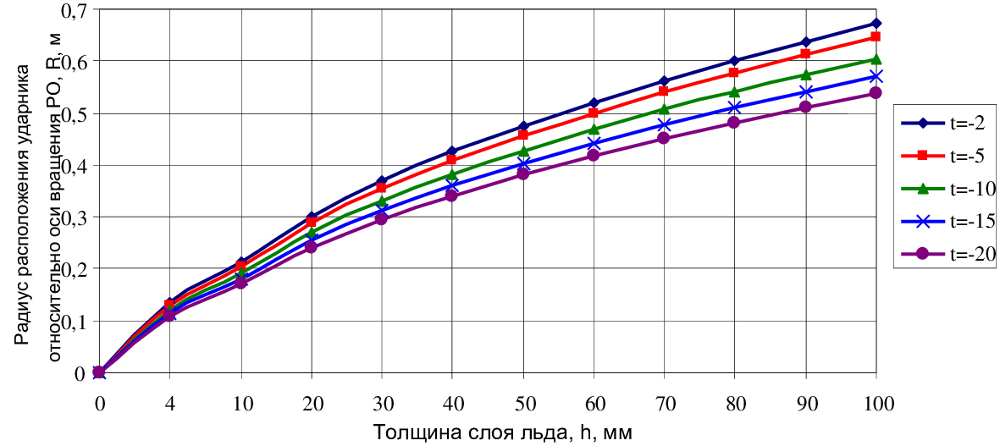 Радиус расположения ударника
относительно оси вращения РО, R, м
0,7
0,6
0,5
0,4
0,3
0,2
0,1
0
0 4 10 20 30 40 50 60 70 80 90 100
Толщина слоя льда, h, мм
t=-2
t=-5
t=-10
t=-15
t=-20